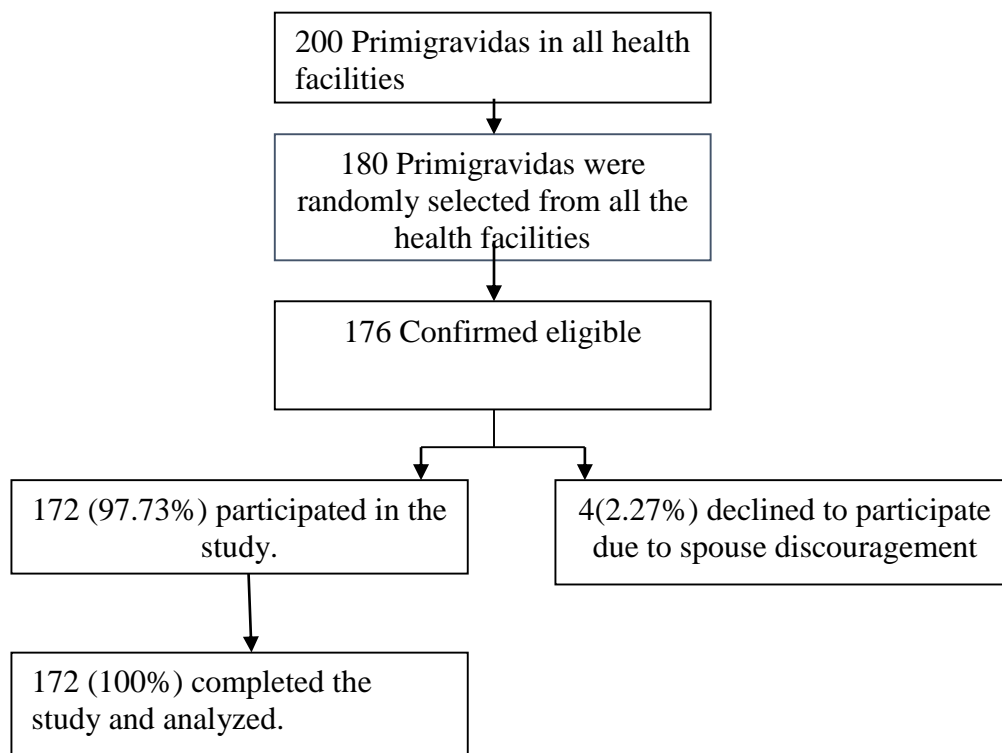 200 Primigravidas in all health
facilities
180 Primigravidas were
randomly selected from all the
health facilities
176 Confirmed eligible
172 (97.73%) participated in the
study.
4(2.27%) declined to participate
due to spouse discouragement
172 (100%) completed the
study and analyzed.